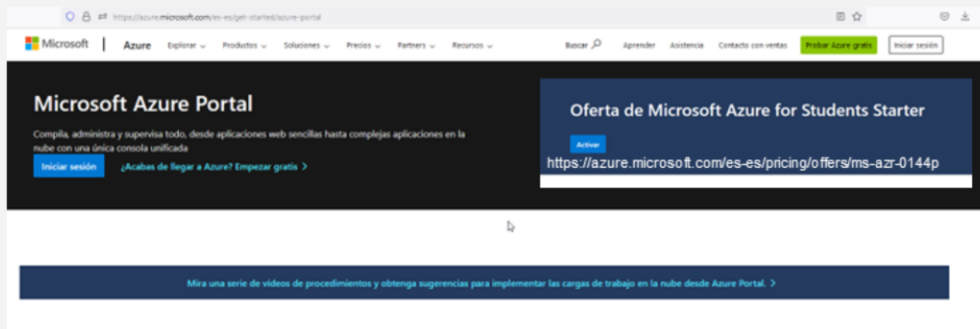 https://azure.microsoft.com/es-es/get-started/azure-portal
Microsoft Azure Explorar Productos Soluciones Precios Partners Recursos Buscar Aprender Asistencia Contacto con ventas Probar Azure gratis Iniciar sesión
Microsoft Azure Portal
Compila, administra y supervisa todo, desde aplicaciones web sencillas hasta complejas aplicaciones en la
nube con una única consola unificada
Iniciar sesión ¿Acabas de llegar a Azure? Empezar gratis >
Oferta de Microsoft Azure for Students Starter
Activar
https://azure.microsoft.com/es-es/pricing/offers/ms-azr-0144p
Mira una serie de vídeos de procedimientos y obtenga sugerencias para implementar las cargas de trabajo en la nube desde Azure Portal. >